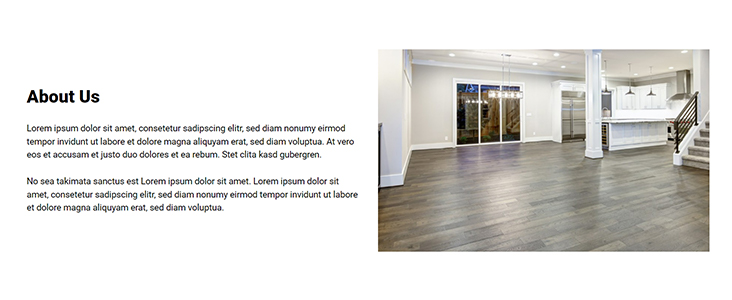 About Us
Lorem ipsum dolor sit amet, consetetur sadipscing elitr, sed diam nonumy eirmod
tempor invidunt ut labore et dolore magna aliquyam erat, sed diam voluptua. At vero
eos et accusam et justo duo dolores et ea rebum. Stet clita kasd gubergren.
No sea takimata sanctus est Lorem ipsum dolor sit amet. Lorem ipsum dolor sit
amet, consetetur sadipscing elitr, sed diam nonumy eirmod tempor invidunt ut labore
et dolore magna aliquyam erat, sed diam voluptua.